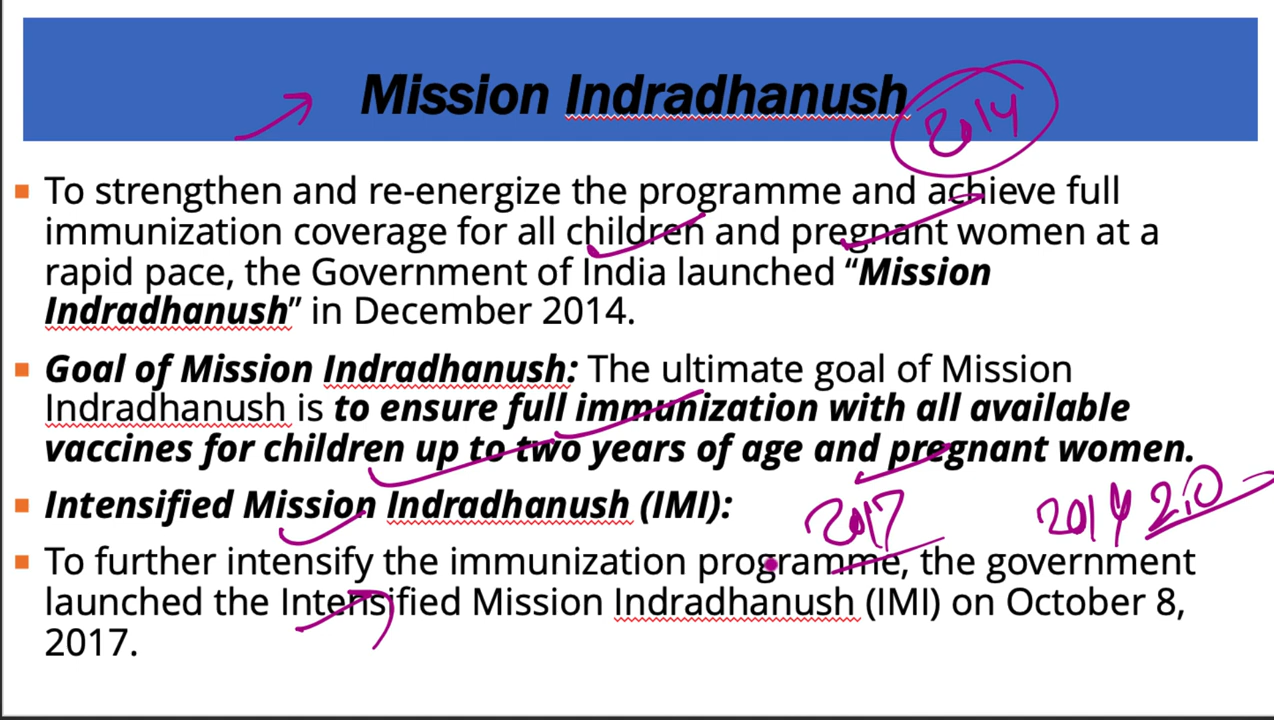 Mission Indradhanush
2014
▪ To strengthen and re-energize the programme and achieve full
immunization coverage for all children and pregnant women at a
rapid pace, the Government of India launched “Mission
Indradhanush” in December 2014.
▪ Goal of Mission Indradhanush: The ultimate goal of Mission
Indradhanush is to ensure full immunization with all available
vaccines for children up to two years of age and pregnant women.
▪ Intensified Mission Indradhanush (IMI):
2017
2.0
▪ To further intensify the immunization programme, the government
launched the Intensified Mission Indradhanush (IMI) on October 8,
2017.